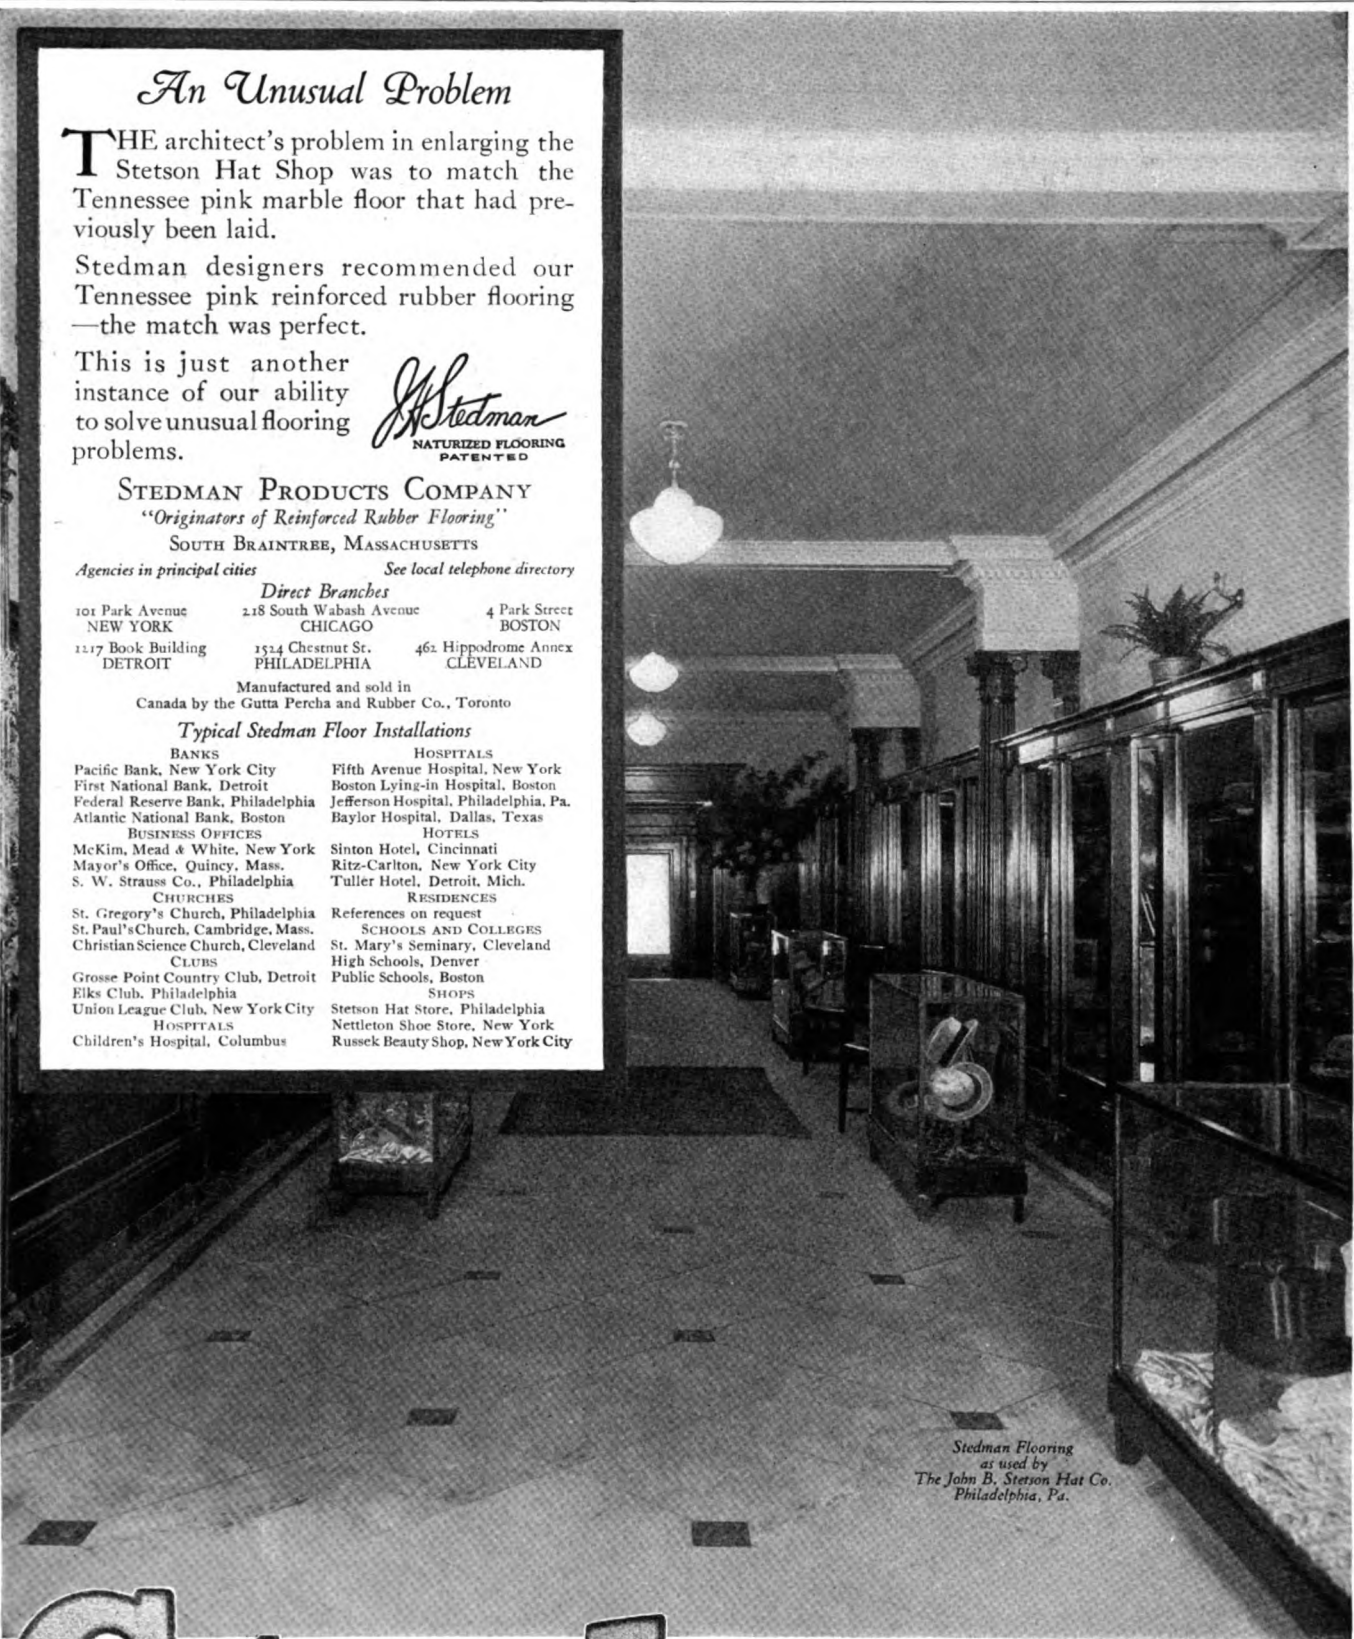 An Unusual Problem
THE architect's problem in enlarging the
Stetson Hat Shop was to match the
Tennessee pink marble floor that had pre-
viously been laid.
Stedman designers recommended our
Tennessee pink reinforced rubber flooring
—the match was perfect.
This is just another
instance of our ability
to solve unusual flooring
problems.
JHStedman
NATURIZED FLOORING
PATENTED
STEDMAN PRODUCTS COMPANY
"Originators of Reinforced Rubber Flooring"
SOUTH BRAINTREE, MASSACHUSETTS
Agencies in principal cities See local telephone directory
Direct Branches
101 Park Avenue 218 South Wabash Avenue 4 Park Street
NEW YORK CHICAGO BOSTON
1217 Book Building 1524 Chestnut St. 462 Hippodrome Annex
DETROIT PHILADELPHIA CLEVELAND
Manufactured and sold in
Canada by the Gutta Percha and Rubber Co., Toronto
Typical Stedman Floor Installations
BANKS
Pacific Bank, New York City
First National Bank, Detroit
Federal Reserve Bank, Philadelphia
Atlantic National Bank, Boston
BUSINESS OFFICES
McKim, Mead & White, New York
Mayor's Office, Quincy, Mass.
S. W. Strauss Co., Philadelphia
CHURCHES
St. Gregory's Church, Philadelphia
St. Paul's Church, Cambridge, Mass.
Christian Science Church, Cleveland
CLUBS
Grosse Point Country Club, Detroit
Elks Club, Philadelphia
Union League Club, New York City
HOSPITALS
Children's Hospital, Columbus
HOSPITALS
Fifth Avenue Hospital, New York
Boston Lying-in Hospital, Boston
Jefferson Hospital, Philadelphia, Pa.
Baylor Hospital, Dallas, Texas
HOTELS
Sinton Hotel, Cincinnati
Ritz-Carlton, New York City
Tuller Hotel, Detroit, Mich.
RESIDENCES
References on request
SCHOOLS AND COLLEGES
St. Mary's Seminary, Cleveland
High Schools, Denver
Public Schools, Boston
SHOPS
Stetson Hat Store, Philadelphia
Nettleton Shoe Store, New York
Russek Beauty Shop, New York City
Stedman Flooring
as used by
The John B. Stetson Hat Co.
Philadelphia, Pa.